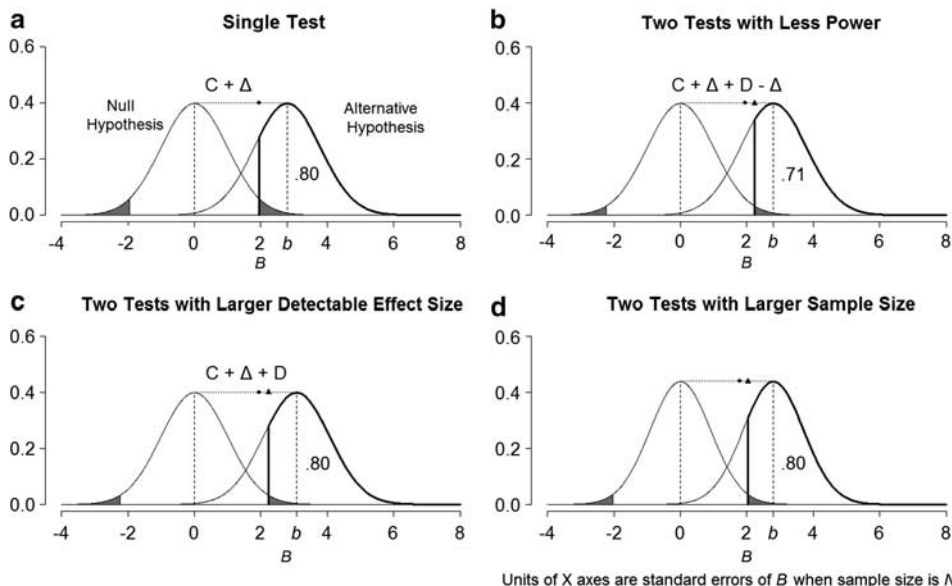 a Single Test
0.6
0.4
0.2
0.0
C + Δ
Null
Hypothesis
Alternative
Hypothesis
.80
-4 -2 0 2 b 4 6 8
B
b Two Tests with Less Power
0.6
0.4
0.2
0.0
C + Δ + D - Δ
.71
-4 -2 0 2 b 4 6 8
B
c Two Tests with Larger Detectable Effect Size
0.6
0.4
0.2
0.0
C + Δ + D
.80
-4 -2 0 2 b 4 6 8
B
d Two Tests with Larger Sample Size
0.6
0.4
0.2
0.0
.80
-4 -2 0 2 b 4 6 8
Units of X axes are standard errors of B when sample size is N